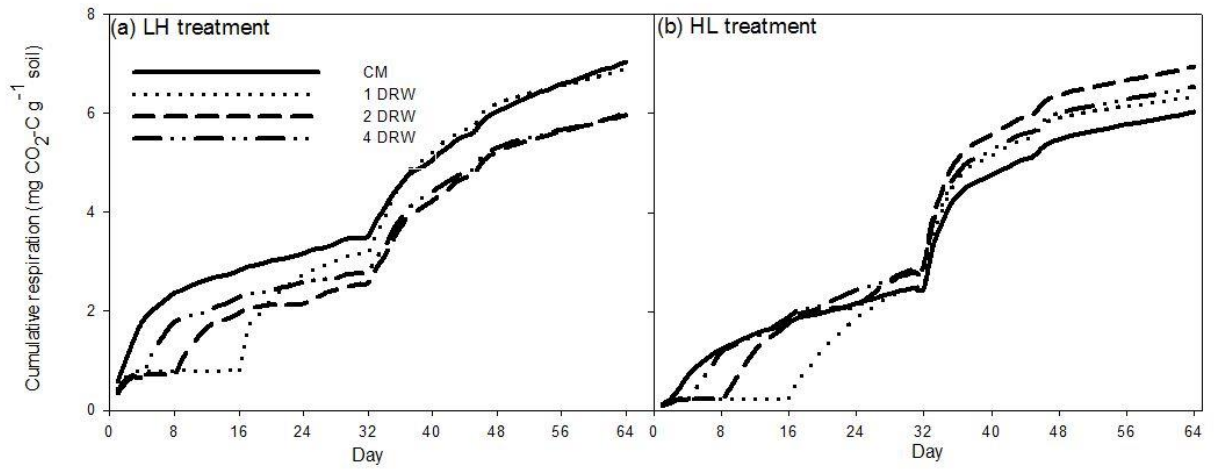 (a) LH treatment
(b) HL treatment
Cumulative respiration (mg CO₂-C g⁻¹ soil)
8
6
4
2
0
CM
1 DRW
2 DRW
4 DRW
0 8 16 24 32 40 48 56 64
0 8 16 24 32 40 48 56 64
Day
Day